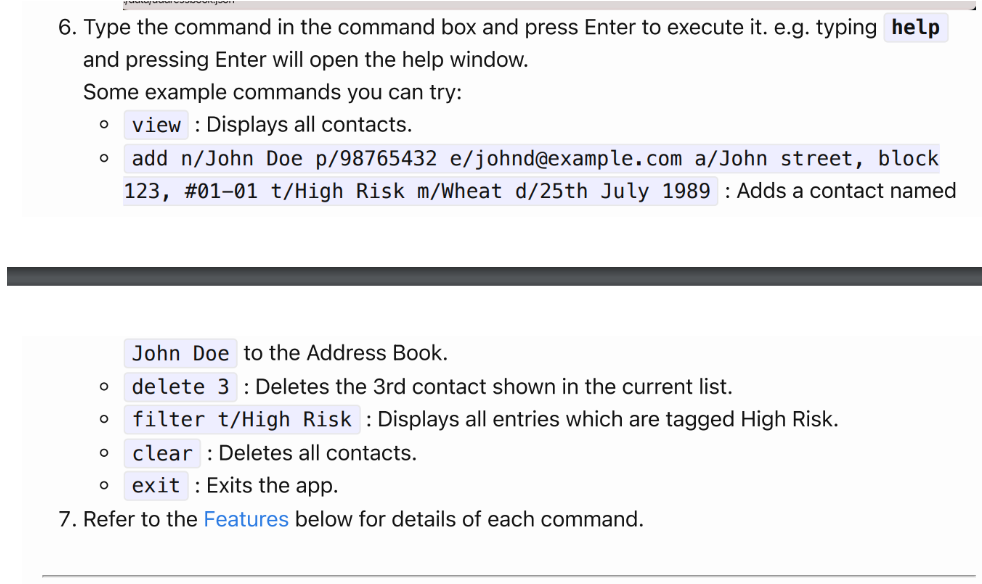 6. Type the command in the command box and press Enter to execute it. e.g. typing help
and pressing Enter will open the help window.
Some example commands you can try:
view : Displays all contacts.
add n/John Doe p/98765432 e/johnd@example.com a/John street, block
123, #01-01 t/High Risk m/Wheat d/25th July 1989 : Adds a contact named
John Doe to the Address Book.
delete 3 : Deletes the 3rd contact shown in the current list.
filter t/High Risk : Displays all entries which are tagged High Risk.
clear : Deletes all contacts.
exit : Exits the app.
7. Refer to the Features below for details of each command.